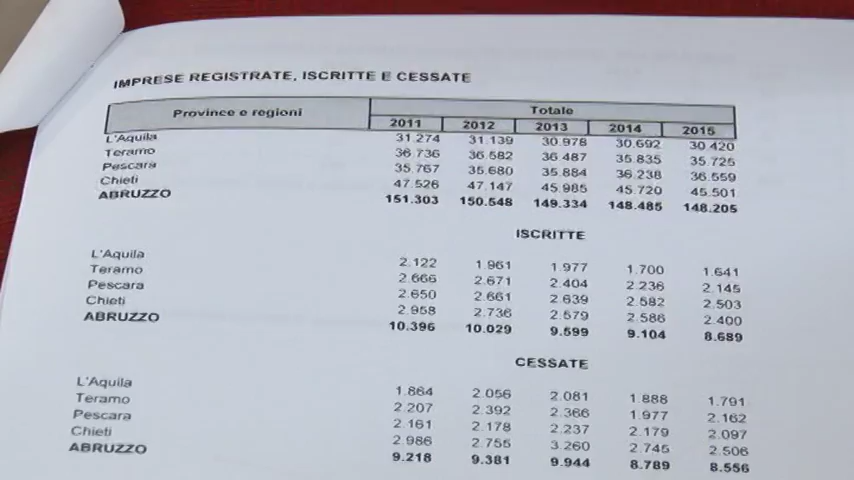 IMPRESE REGISTRATE, ISCRITTE E CESSATE
Province e regioni Totale
2011 2012 2013 2014 2015
L'Aquila 31.274 31.139 30.978 30.692 30.420
Teramo 36.736 36.582 36.487 35.835 35.725
Pescara 35.767 35.680 35.884 36.238 36.559
Chieti 47.526 47.147 45.985 45.720 45.501
ABRUZZO 151.303 150.548 149.334 148.485 148.205
ISCRITTE
L'Aquila 2.122 1.961 1.977 1.700 1.641
Teramo 2.666 2.671 2.404 2.236 2.145
Pescara 2.650 2.661 2.639 2.582 2.503
Chieti 2.958 2.736 2.579 2.586 2.400
ABRUZZO 10.396 10.029 9.599 9.104 8.689
CESSATE
L'Aquila 1.864 2.056 2.081 1.888 1.791
Teramo 2.207 2.392 2.366 1.977 2.162
Pescara 2.161 2.178 2.237 2.179 2.097
Chieti 2.986 2.755 3.260 2.745 2.506
ABRUZZO 9.218 9.381 9.944 8.789 8.556